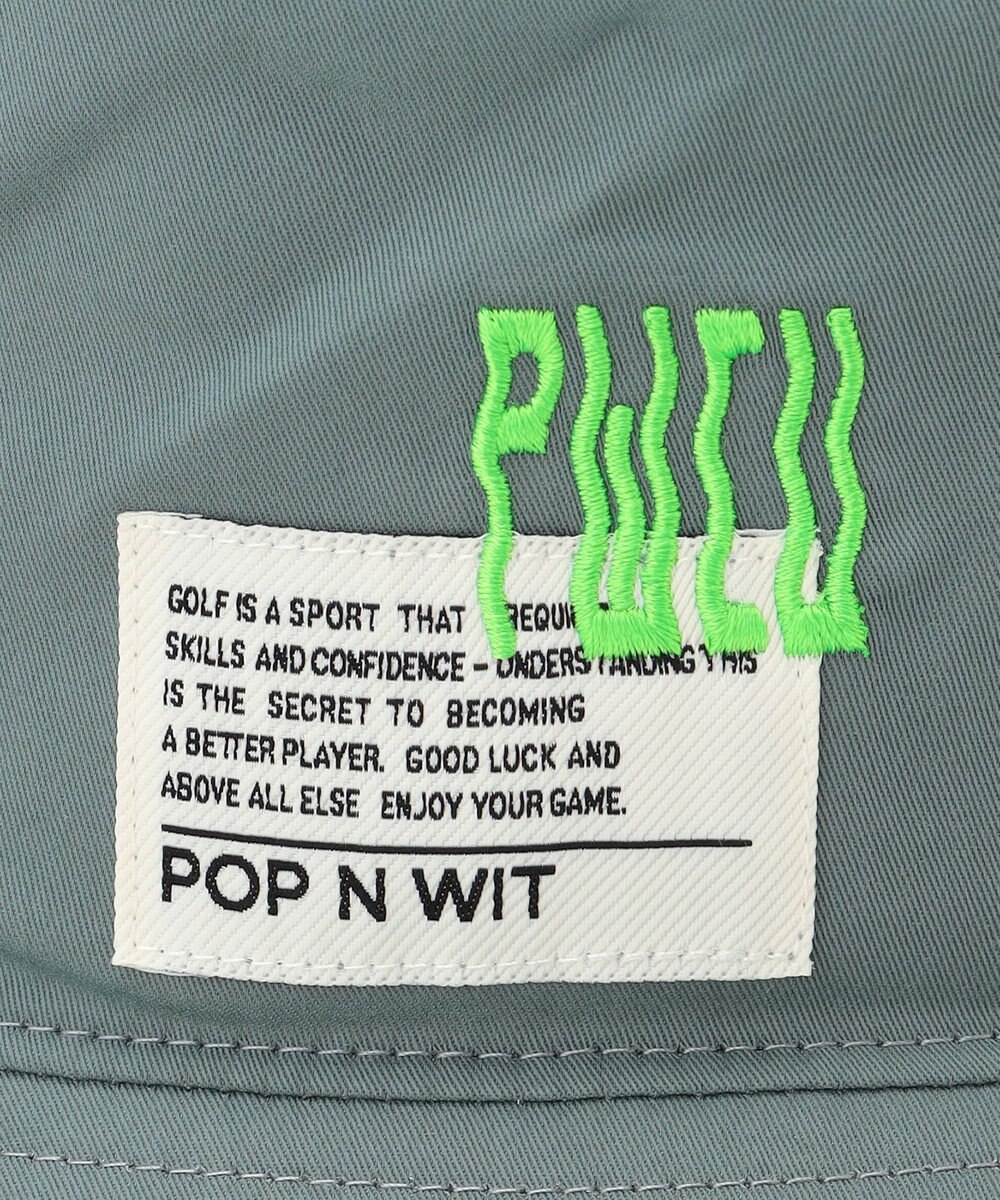 PWCU
GOLF IS A SPORT THAT
SKILLS AND CONFIDENCE – UNDERSTANDING THIS
IS THE SECRET TO BECOMING
A BETTER PLAYER. GOOD LUCK AND
ABOVE ALL ELSE ENJOY YOUR GAME.
POP N WIT